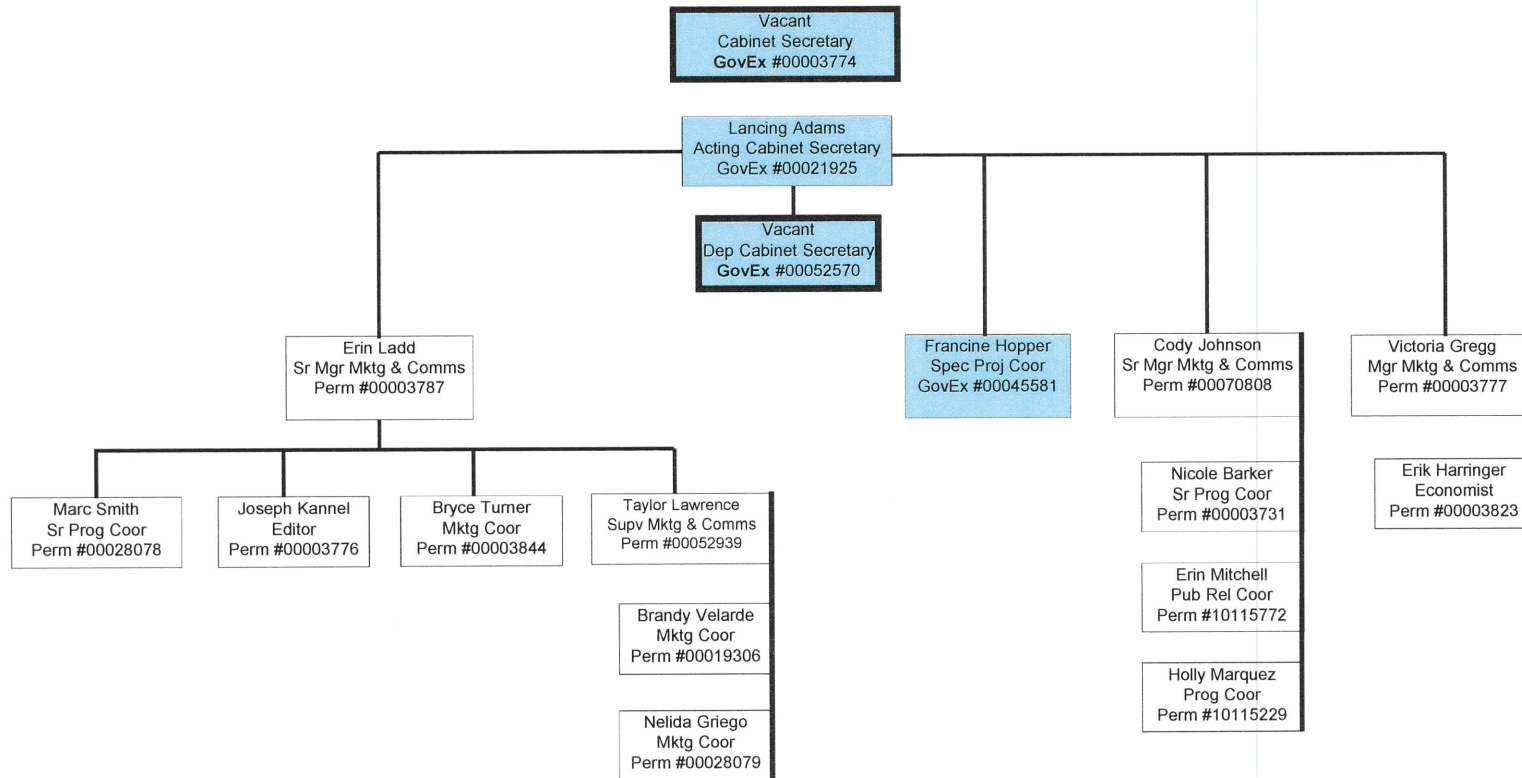 Vacant
Cabinet Secretary
GovEx #00003774
Lancing Adams
Acting Cabinet Secretary
GovEx #00021925
Vacant
Dep Cabinet Secretary
GovEx #00052570
Erin Ladd
Sr Mgr Mktg & Comms
Perm #00003787
Francine Hopper
Spec Proj Coor
GovEx #00045581
Cody Johnson
Sr Mgr Mktg & Comms
Perm #00070808
Victoria Gregg
Mgr Mktg & Comms
Perm #00003777
Marc Smith
Sr Prog Coor
Perm #00028078
Joseph Kannel
Editor
Perm #00003776
Bryce Turner
Mktg Coor
Perm #00003844
Taylor Lawrence
Supv Mktg & Comms
Perm #00052939
Brandy Velarde
Mktg Coor
Perm #00019306
Nelida Griego
Mktg Coor
Perm #00028079
Nicole Barker
Sr Prog Coor
Perm #00003731
Erin Mitchell
Pub Rel Coor
Perm #10115772
Holly Marquez
Prog Coor
Perm #10115229
Erik Harringer
Economist
Perm #00003823